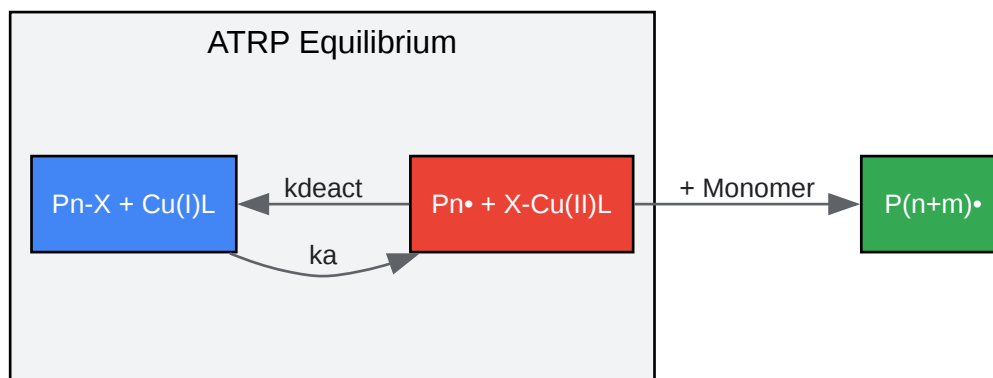 ATRP Equilibrium
Pn-X + Cu(I)L
kdeact
ka
Pn• + X-Cu(II)L
+ Monomer
P(n+m)•